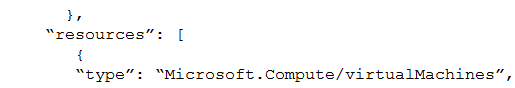 },
“resources”: [
{
“type”: “Microsoft.Compute/virtualMachines”,